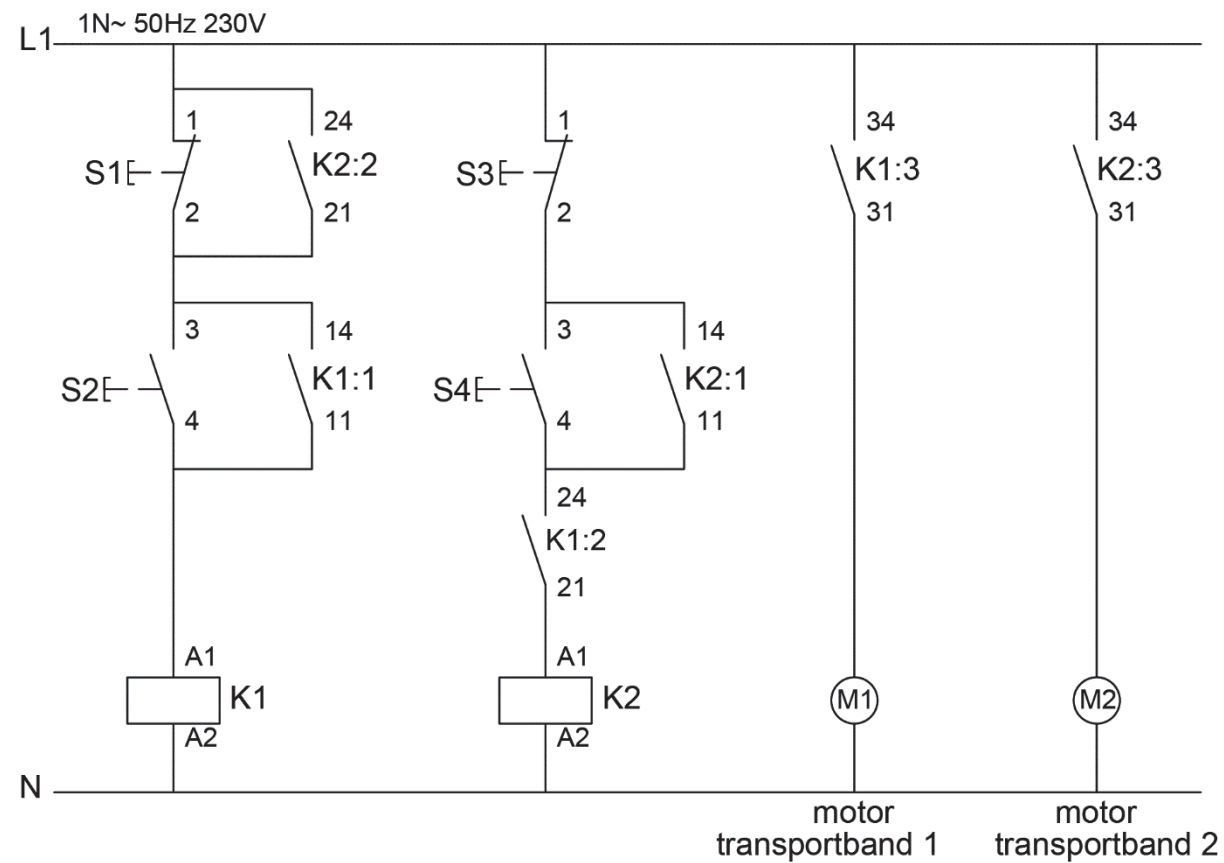 1N~ 50Hz 230V
L1
1 24 1 34 34
S1 K2:2 S3 K1:3 K2:3
2 21 2 31 31
3 14 3 14
S2 K1:1 S4 K2:1
4 11 4 11
24
K1:2
21
A1 A1
K1 K2 M1 M2
A2 A2
N
motor motor
transportband 1 transportband 2